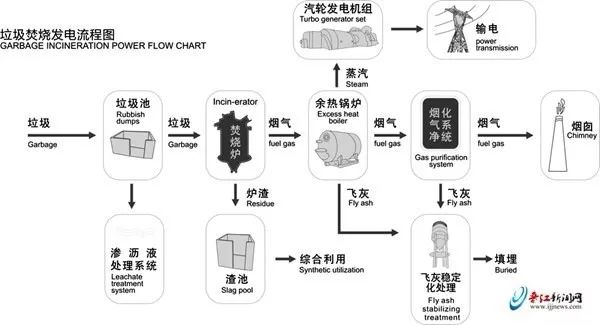 垃圾焚烧发电流程图
GARBAGE INCINERATION POWER FLOW CHART
汽轮发电机组
Turbo generator set
输电
power
transmission
蒸汽
Steam
垃圾
Garbage
垃圾池
Rubbish
dumps
垃圾
Garbage
Incin-erator
焚烧炉
烟气
fuel gas
余热锅炉
Excess heat
boiler
烟气
fuel gas
烟气净化系统
Gas purification
system
烟气
fuel gas
烟囱
Chimney
炉渣
Residue
飞灰
Fly ash
飞灰
Fly ash
渗沥液
处理系统
Leachate
treatment
system
渣池
Slag pool
综合利用
Synthetic utilization
飞灰稳定
化处理
Fly ash
stabilizing
treatment
填埋
Buried
晋江新闻网
www.ijjnews.com